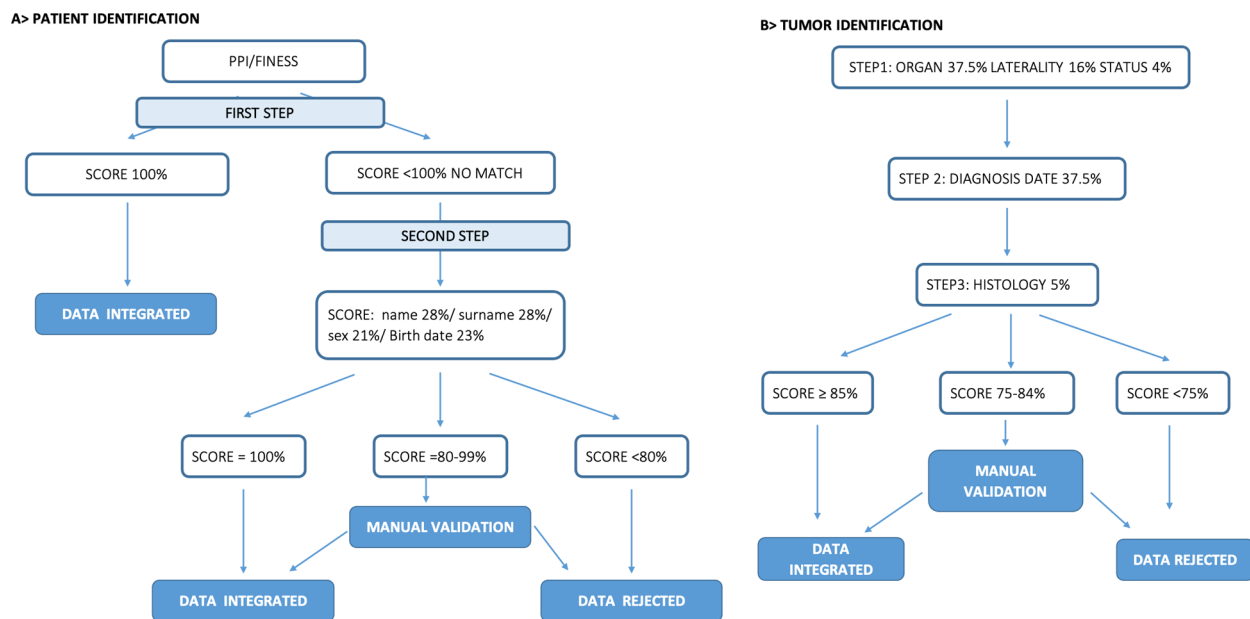 A> PATIENT IDENTIFICATION
PPI/FINESS
FIRST STEP
SCORE 100%
SCORE <100% NO MATCH
SECOND STEP
DATA  INTEGRATED
SCORE:  name 28%/ surname 28%/
sex 21%/ Birth date 23%
SCORE = 100%
SCORE =80-99%
SCORE <80%
MANUAL VALIDATION
DATA  INTEGRATED
DATA  REJECTED
B> TUMOR IDENTIFICATION
STEP1: ORGAN 37.5% LATERALITY 16% STATUS 4%
STEP 2: DIAGNOSIS DATE 37.5%
STEP3: HISTOLOGY 5%
SCORE ≥ 85%
SCORE 75-84%
SCORE <75%
MANUAL
VALIDATION
DATA
INTEGRATED
DATA REJECTED